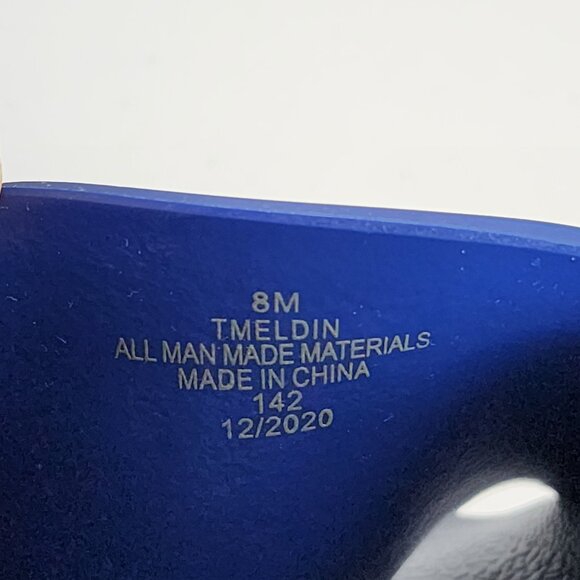 8M
TMELDIN
ALL MAN MADE MATERIALS
MADE IN CHINA
142
12/2020